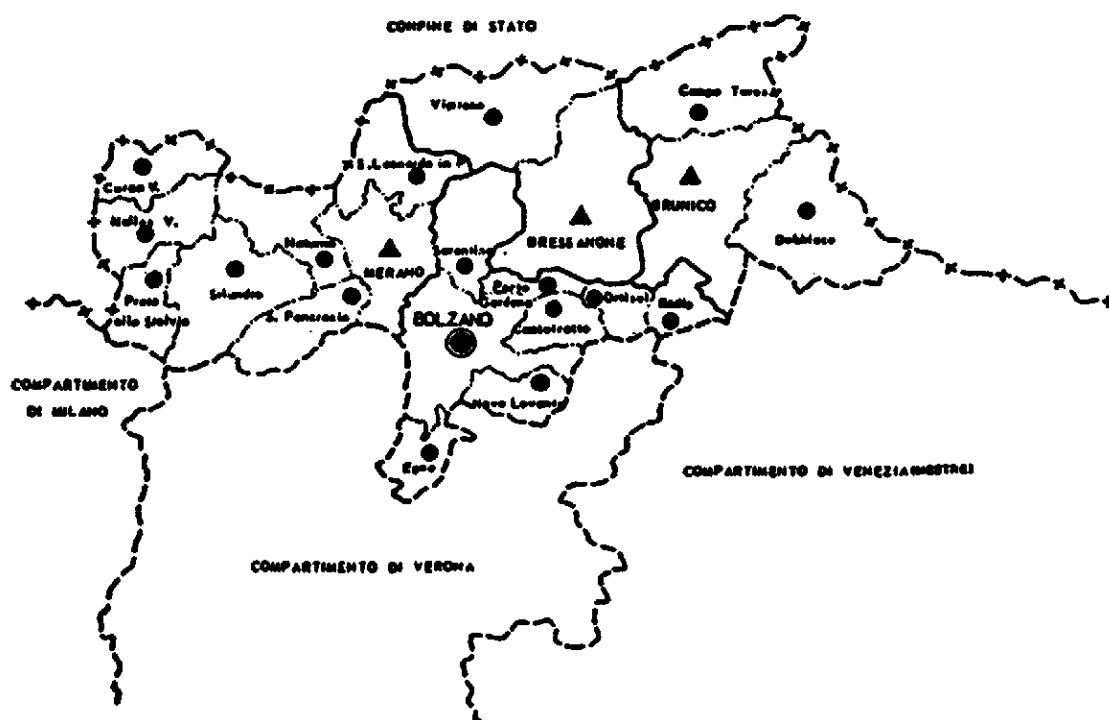 CONFINE DI STATO
Vipiteno
Campo Tures
S. Leonardo in P.
Curon V.
BRUNICO
Malles V.
BRESSANONE
Dobbiaco
Naturno
MERANO
Sarentino
Prato
allo Stelvio
Silandro
S. Pancrazio
Ponte
Gardena
Ortisei
Badia
Castelrotto
BOLZANO
COMPARTIMENTO
DI MILANO
Nova Levante
Egna
COMPARTIMENTO DI VENEZIA (MESTRE)
COMPARTIMENTO DI VERONA